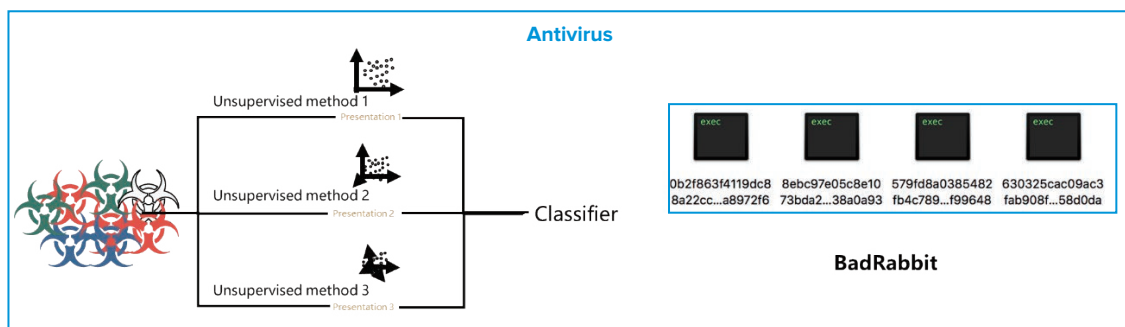 Antivirus
Unsupervised method 1
Presentation 1
Unsupervised method 2
Presentation 2
Unsupervised method 3
Presentation 3
Classifier
exec exec exec exec
0b2f863f4119dc8 8ebc97e05c8e10 579fd8a0385482 630325cac09ac3
8a22cc...a8972f6 73bda2...38a0a93 fb4c789...f99648 fab908f...58d0da
BadRabbit